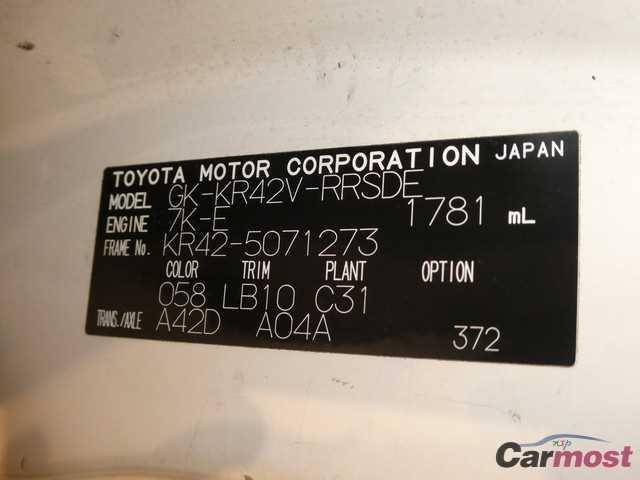 TOYOTA MOTOR CORPORATION JAPAN
MODEL GK-KR42V-RRSDE
ENGINE 7K-E 1781 mL
FRAME No. KR42-5071273
COLOR TRIM PLANT OPTION
058 LB10 C31
TRANS./AXLE A42D A04A 372
Carmost